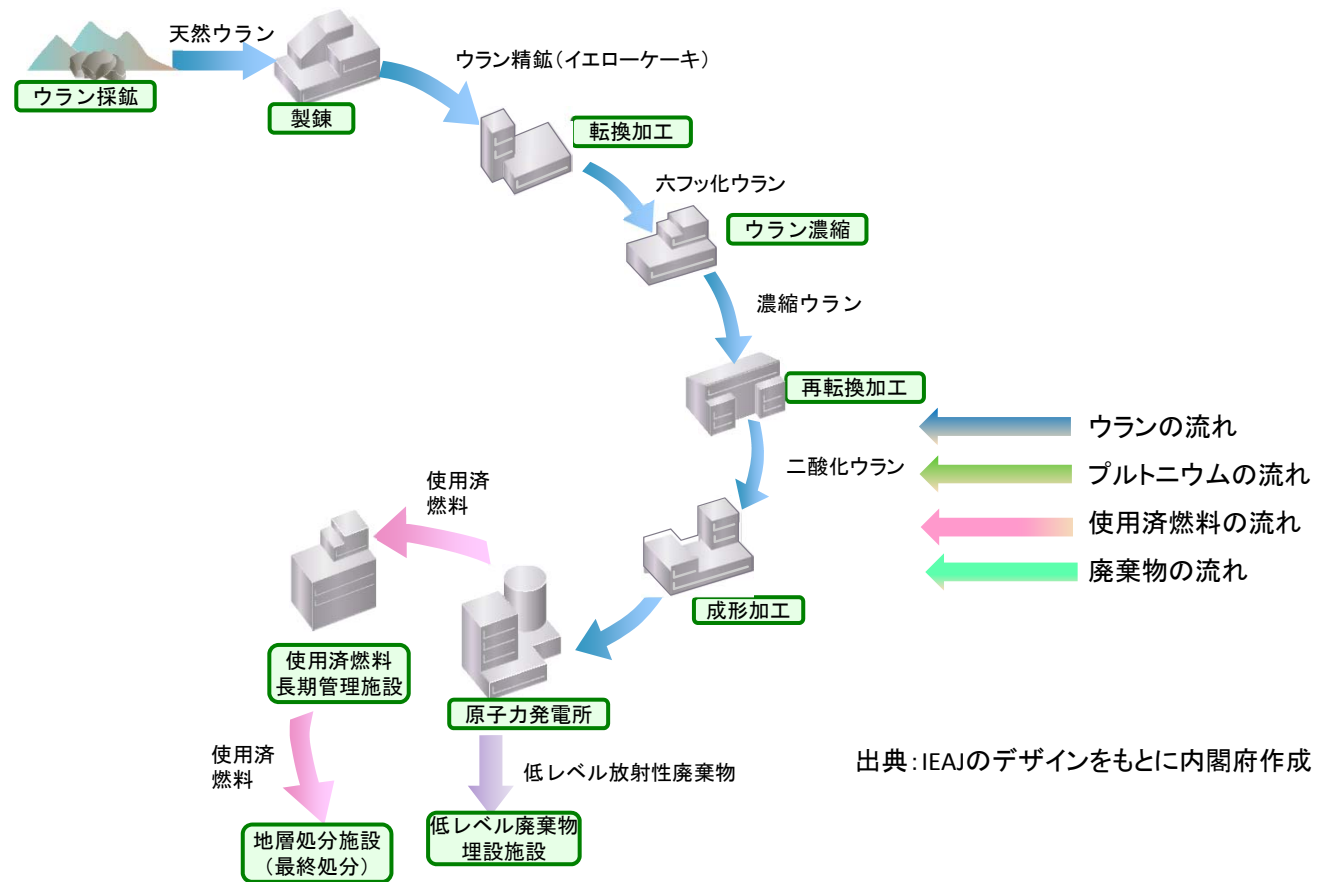 天然ウラン
ウラン採鉱
製錬
ウラン精鉱（イエローケーキ）
転換加工
六フッ化ウラン
ウラン濃縮
濃縮ウラン
再転換加工
ウランの流れ
プルトニウムの流れ
使用済燃料の流れ
廃棄物の流れ
二酸化ウラン
成形加工
使用済
燃料
使用済燃料
長期管理施設
原子力発電所
使用済
燃料
低レベル放射性廃棄物
地層処分施設
（最終処分）
低レベル廃棄物
埋設施設
出典：IEAJのデザインをもとに内閣府作成